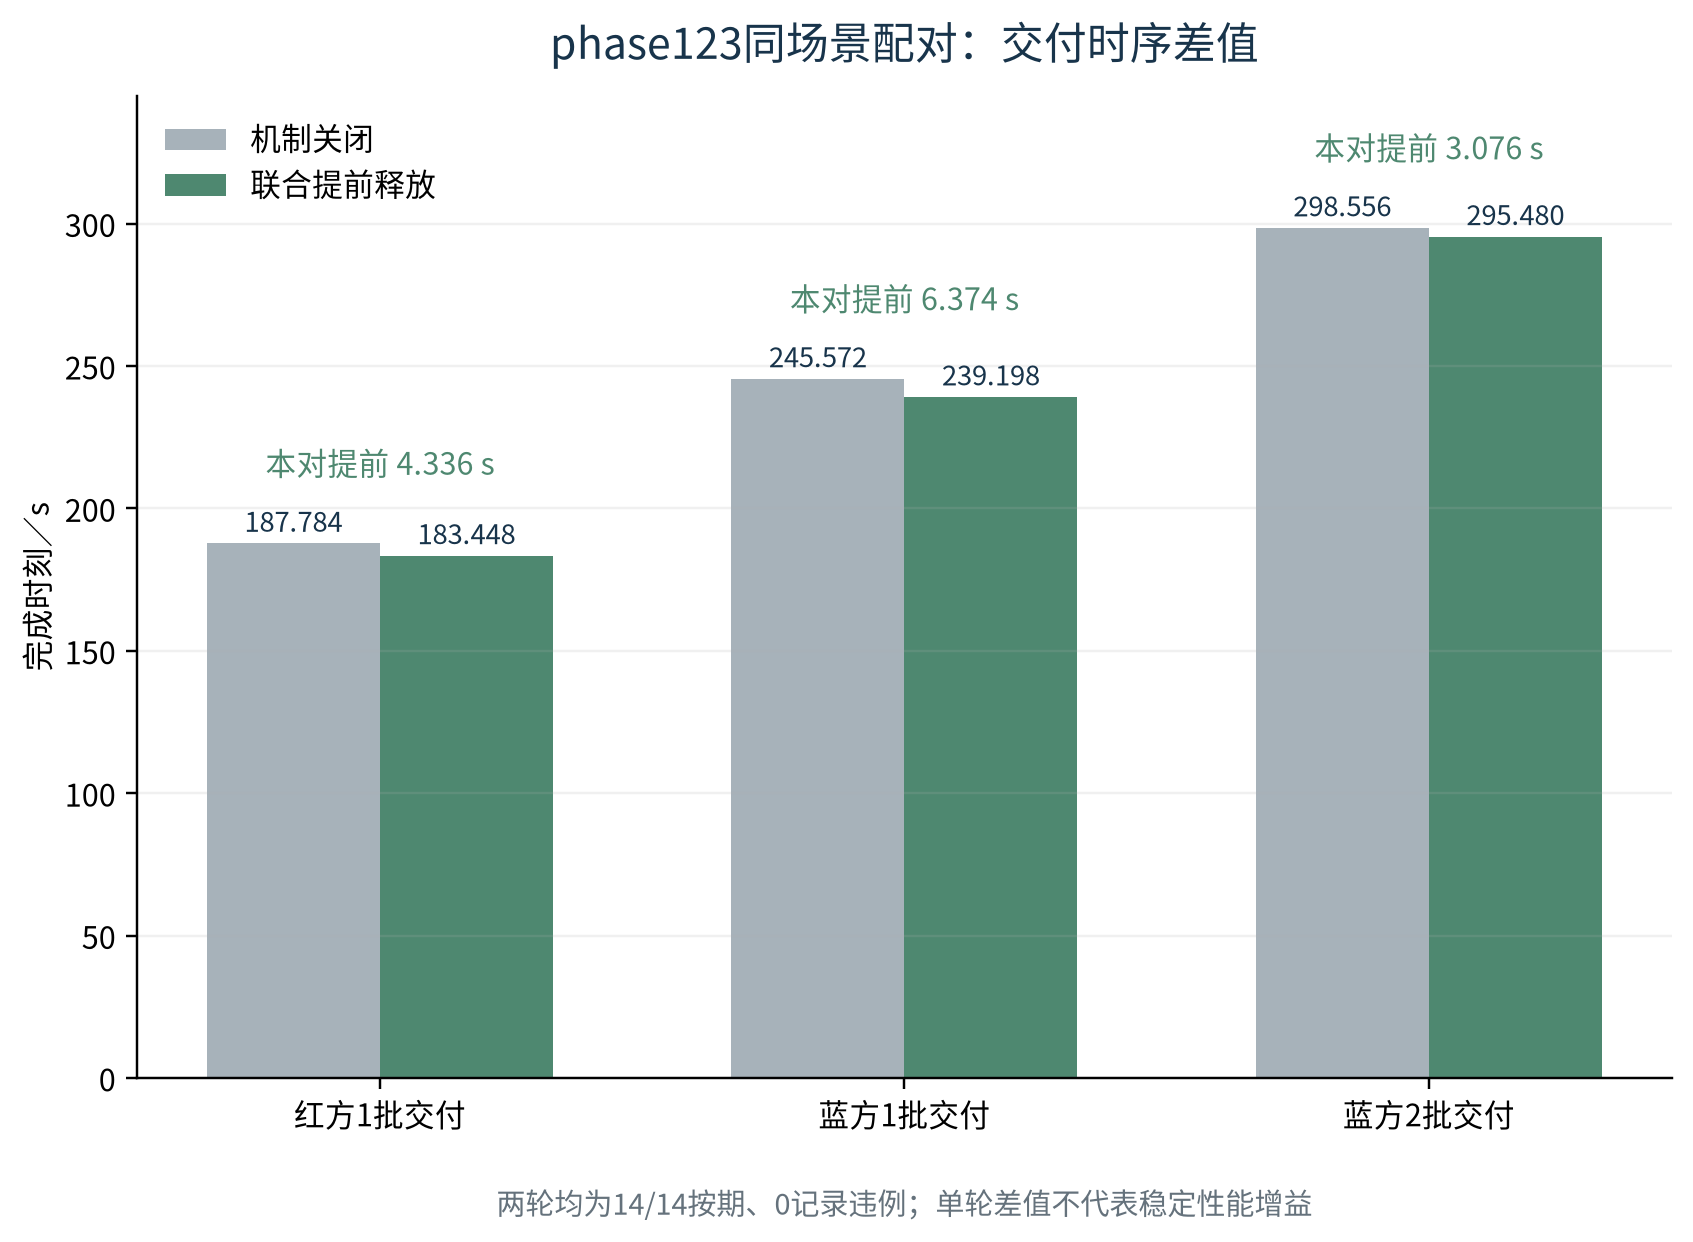 phase123同场景配对：交付时序差值
机制关闭
联合提前释放
本对提前 3.076 s
298.556
295.480
本对提前 6.374 s
245.572
239.198
本对提前 4.336 s
187.784
183.448
完成时刻／s
300
250
200
150
100
50
0
红方1批交付
蓝方1批交付
蓝方2批交付
两轮均为14/14按期、0记录违例；单轮差值不代表稳定性能增益